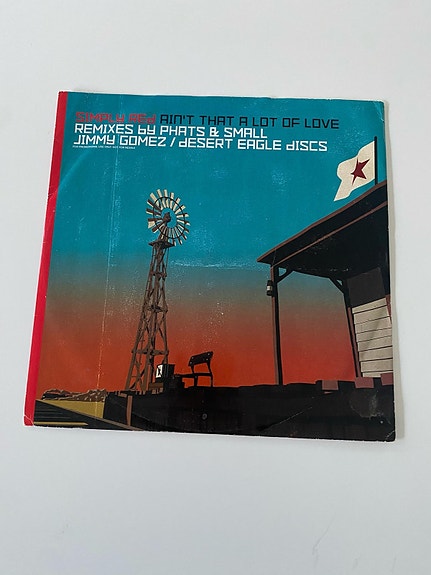 SIMPLY RED AIN'T THAT A LOT OF LOVE
REMIXES by PHATS & SMALL
JIMMY GOMEZ / dESERT EAGLE dISCS